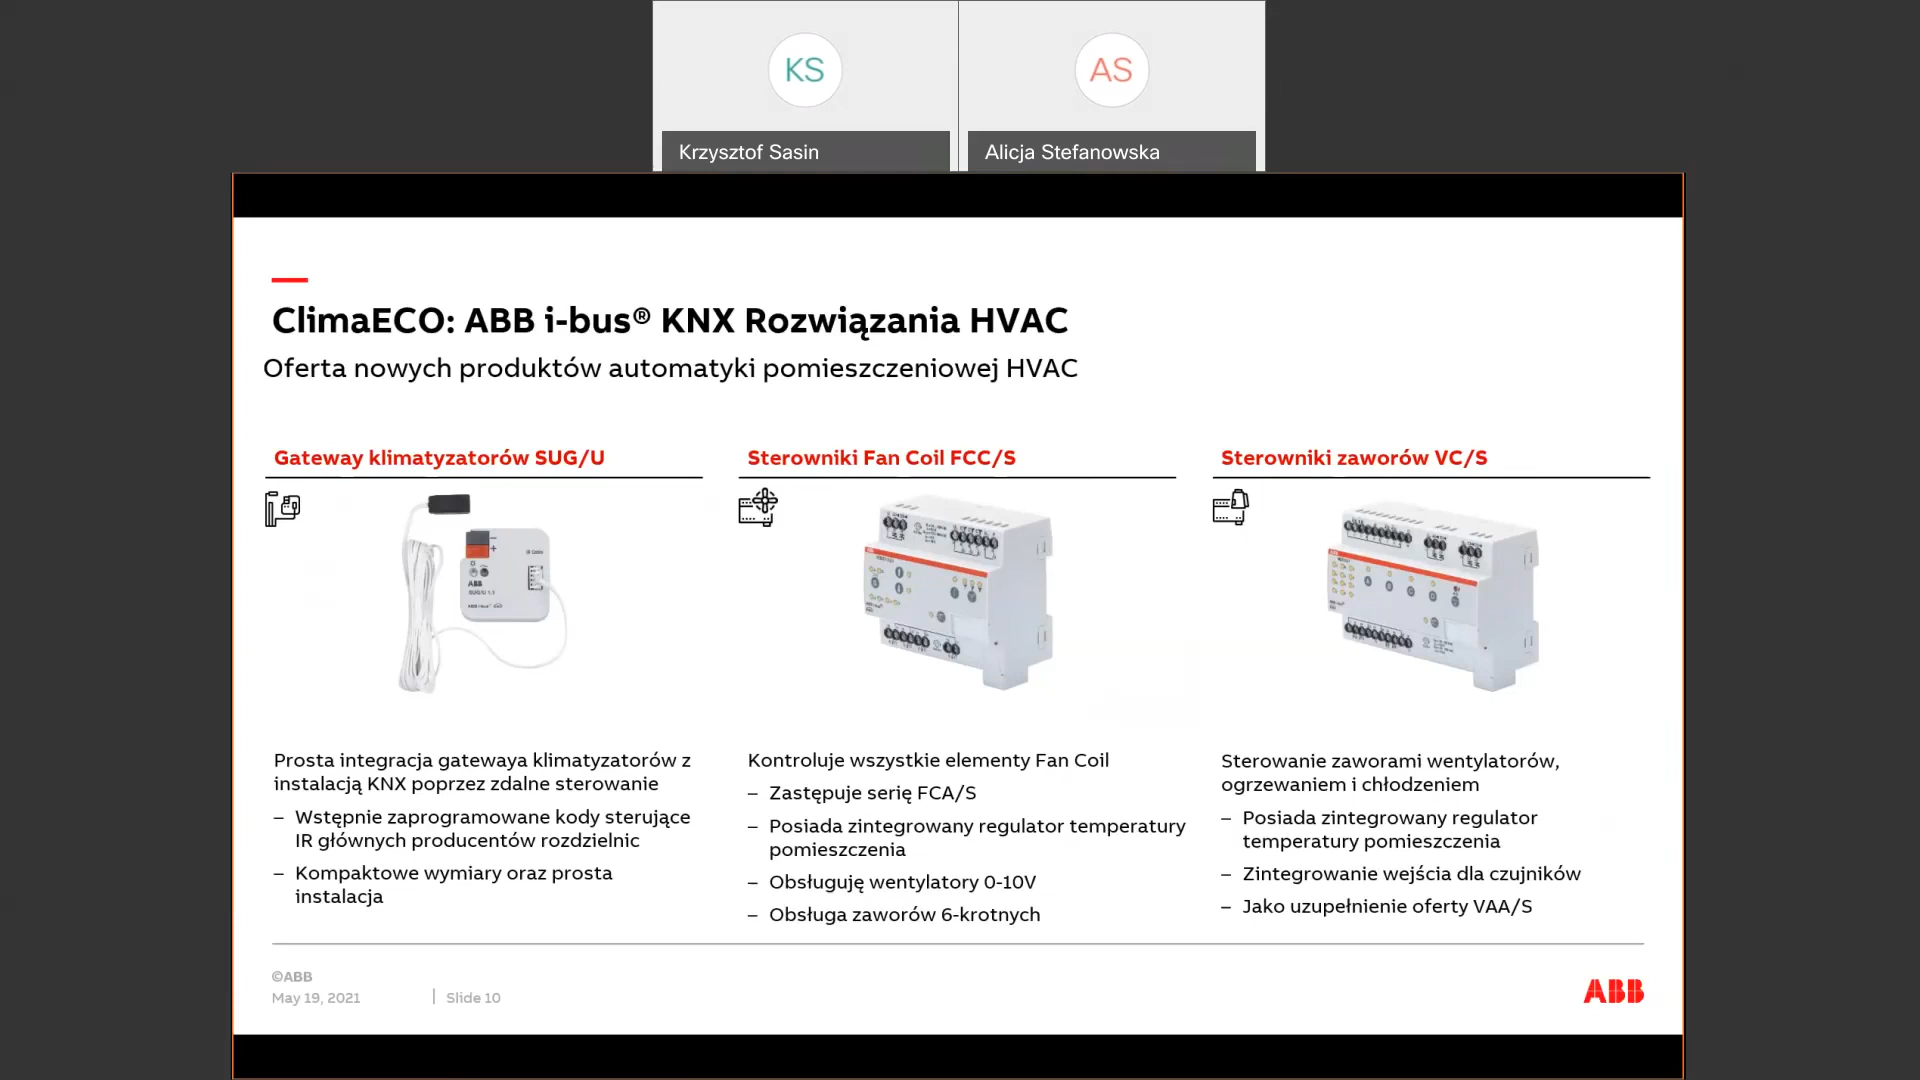 KS
AS
Krzysztof Sasin
Alicja Stefanowska
ClimaECO: ABB i-bus® KNX Rozwiązania HVAC
Oferta nowych produktów automatyki pomieszczeniowej HVAC
Gateway klimatyzatorów SUG/U
Prosta integracja gatewaya klimatyzatorów z
instalacją KNX poprzez zdalne sterowanie
– Wstępnie zaprogramowane kody sterujące
IR głównych producentów rozdzielnic
– Kompaktowe wymiary oraz prosta
instalacja
Sterowniki Fan Coil FCC/S
Kontroluje wszystkie elementy Fan Coil
– Zastępuje serię FCA/S
– Posiada zintegrowany regulator temperatury
pomieszczenia
– Obsługuję wentylatory 0-10V
– Obsługa zaworów 6-krotnych
Sterowniki zaworów VC/S
Sterowanie zaworami wentylatorów,
ogrzewaniem i chłodzeniem
– Posiada zintegrowany regulator
temperatury pomieszczenia
– Zintegrowanie wejścia dla czujników
– Jako uzupełnienie oferty VAA/S
ABB
SUG/U 1.1
©ABB
May 19, 2021 | Slide 10
ABB